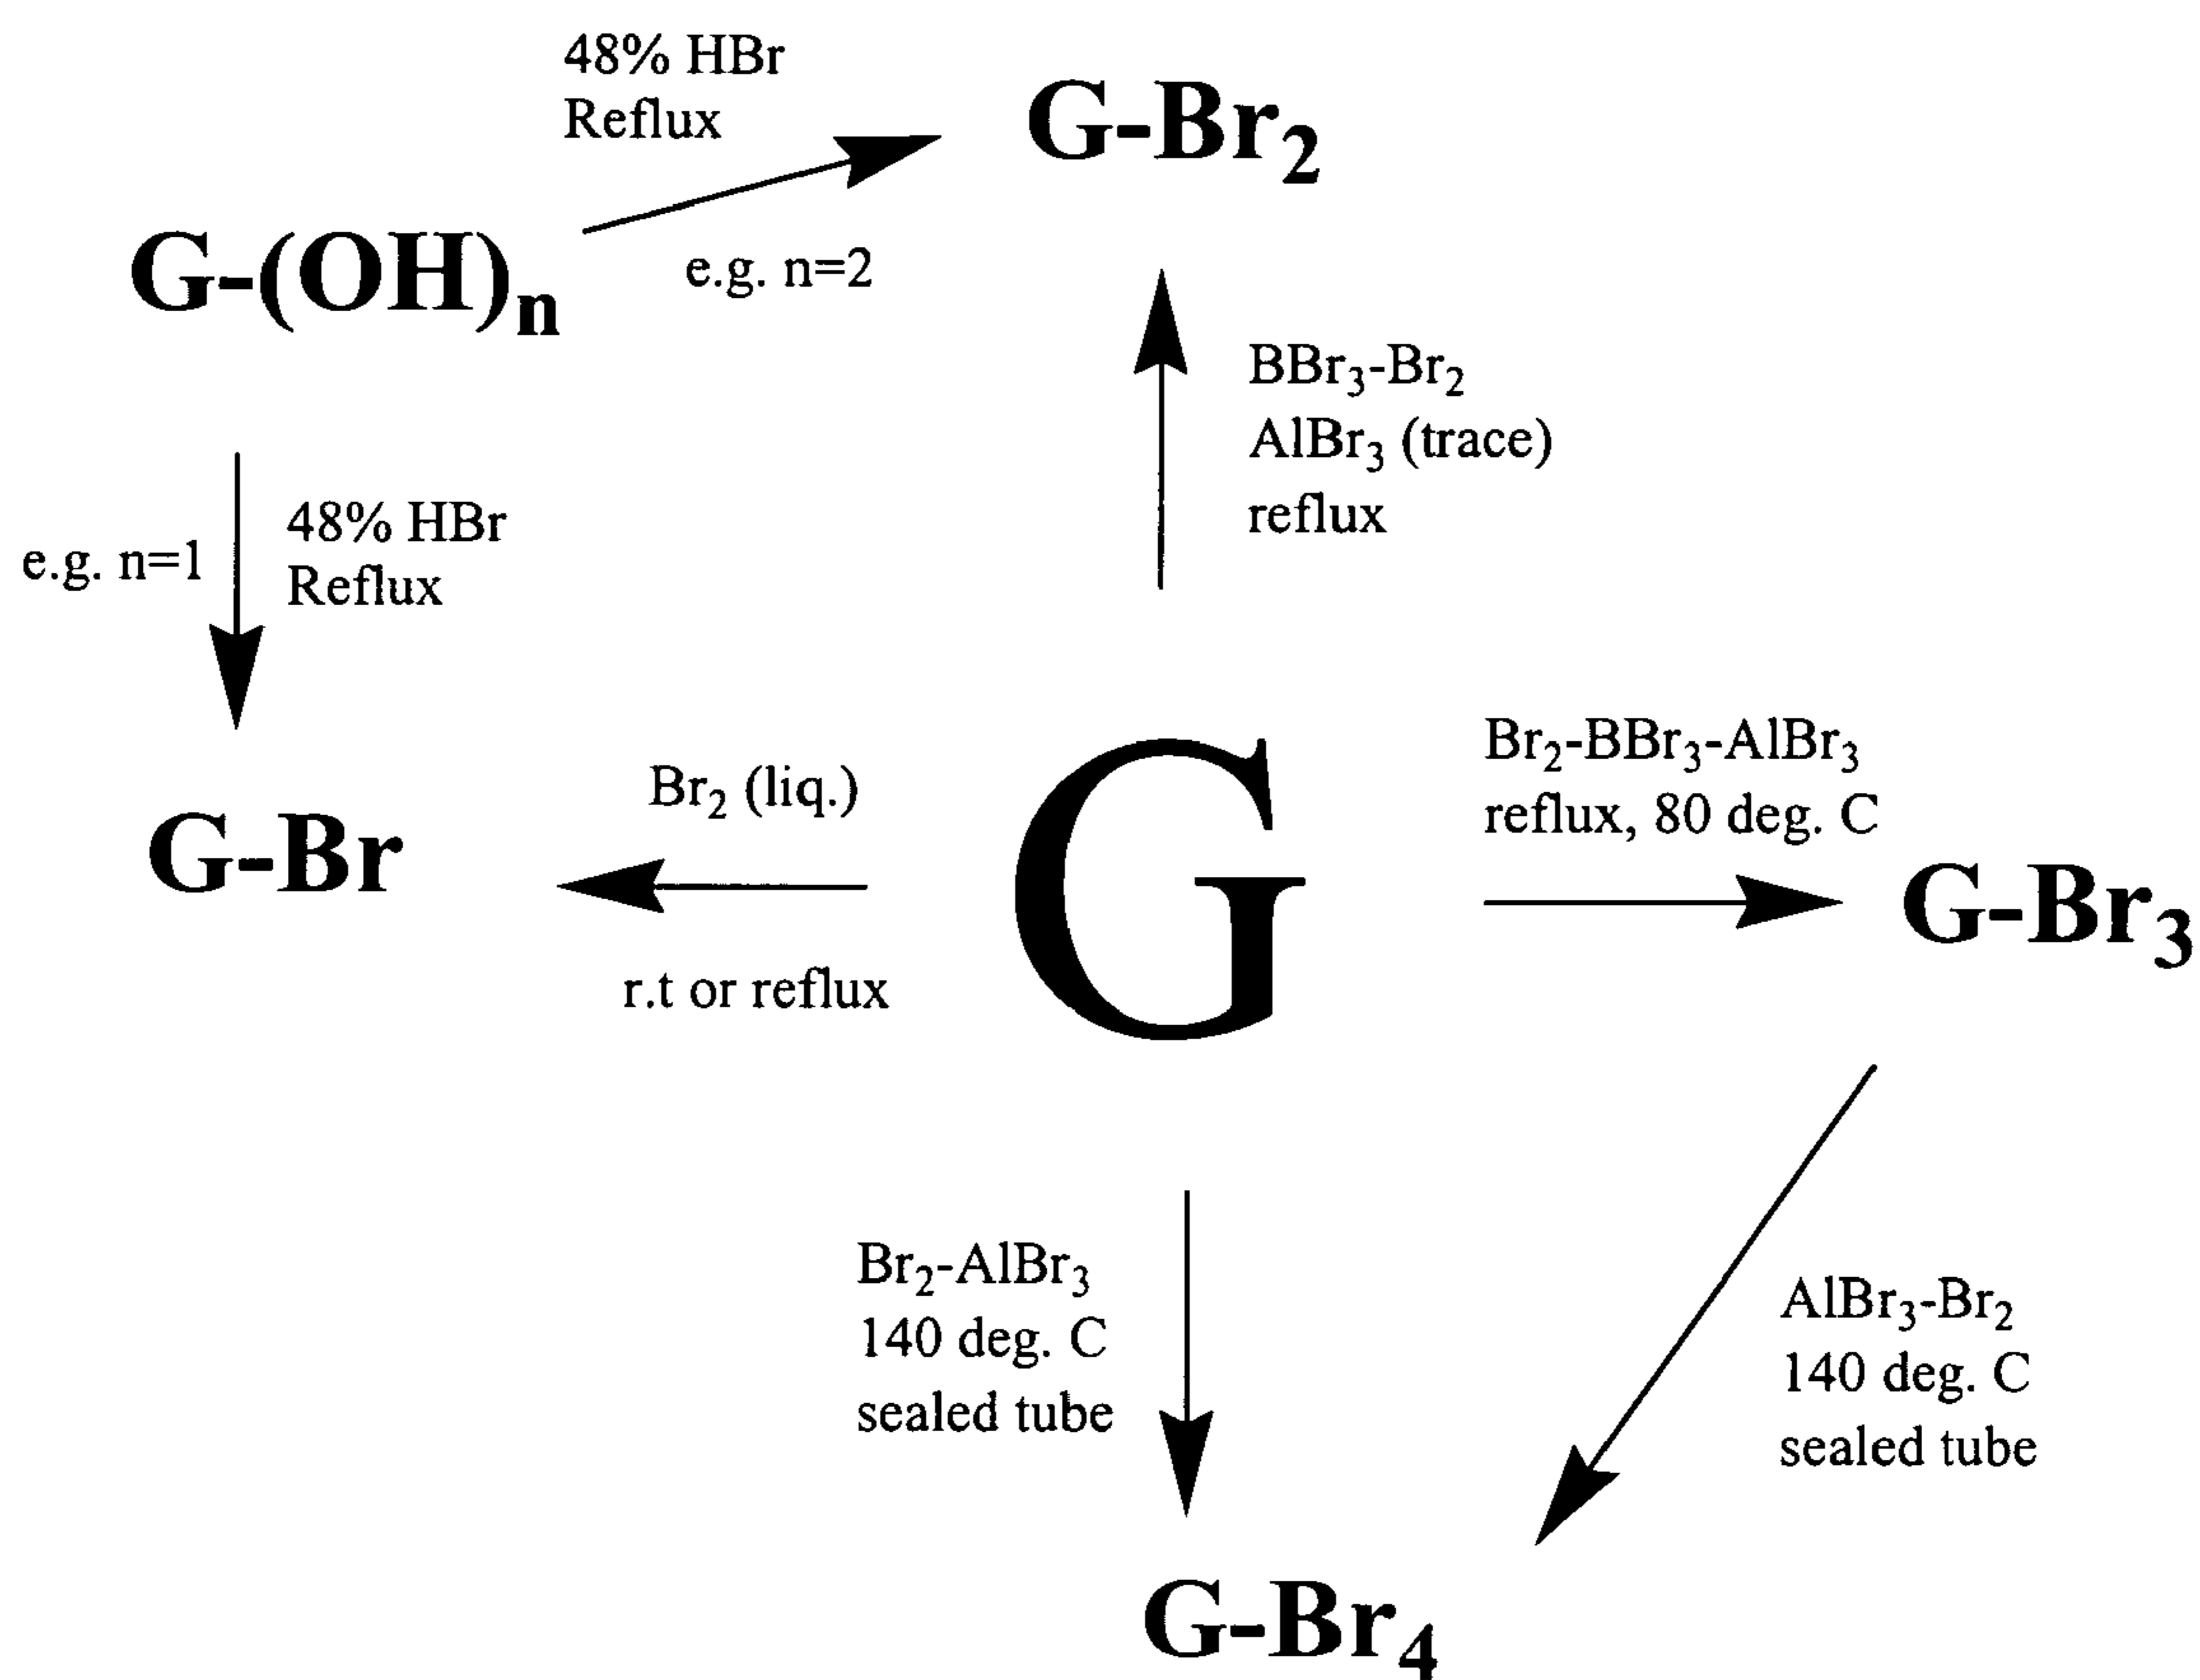 48% HBr
Reflux
G-Br₂
G-(OH)ₙ
e.g. n=2
BBr₃-Br₂
AlBr₃ (trace)
reflux
e.g. n=1
48% HBr
Reflux
Br₂-BBr₃-AlBr₃
reflux, 80 deg. C
Br₂ (liq.)
G-Br
G
G-Br₃
r.t or reflux
Br₂-AlBr₃
140 deg. C
sealed tube
AlBr₃-Br₂
140 deg. C
sealed tube
G-Br₄